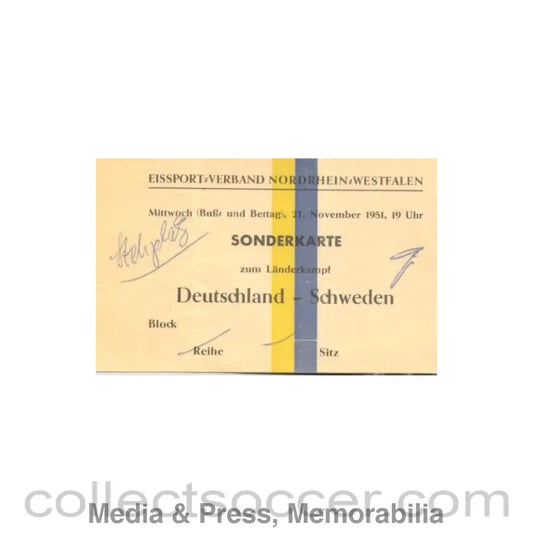 EISSPORT-VERBAND NORDRHEIN-WESTFALEN
Mittwoch (Buß- und Bettag), 21. November 1951, 19 Uhr
Stehplatz
SONDERKARTE
zum Länderkampf
Deutschland - Schweden
Block
Reihe Sitz
collectsoccer.com
Media & Press, Memorabilia